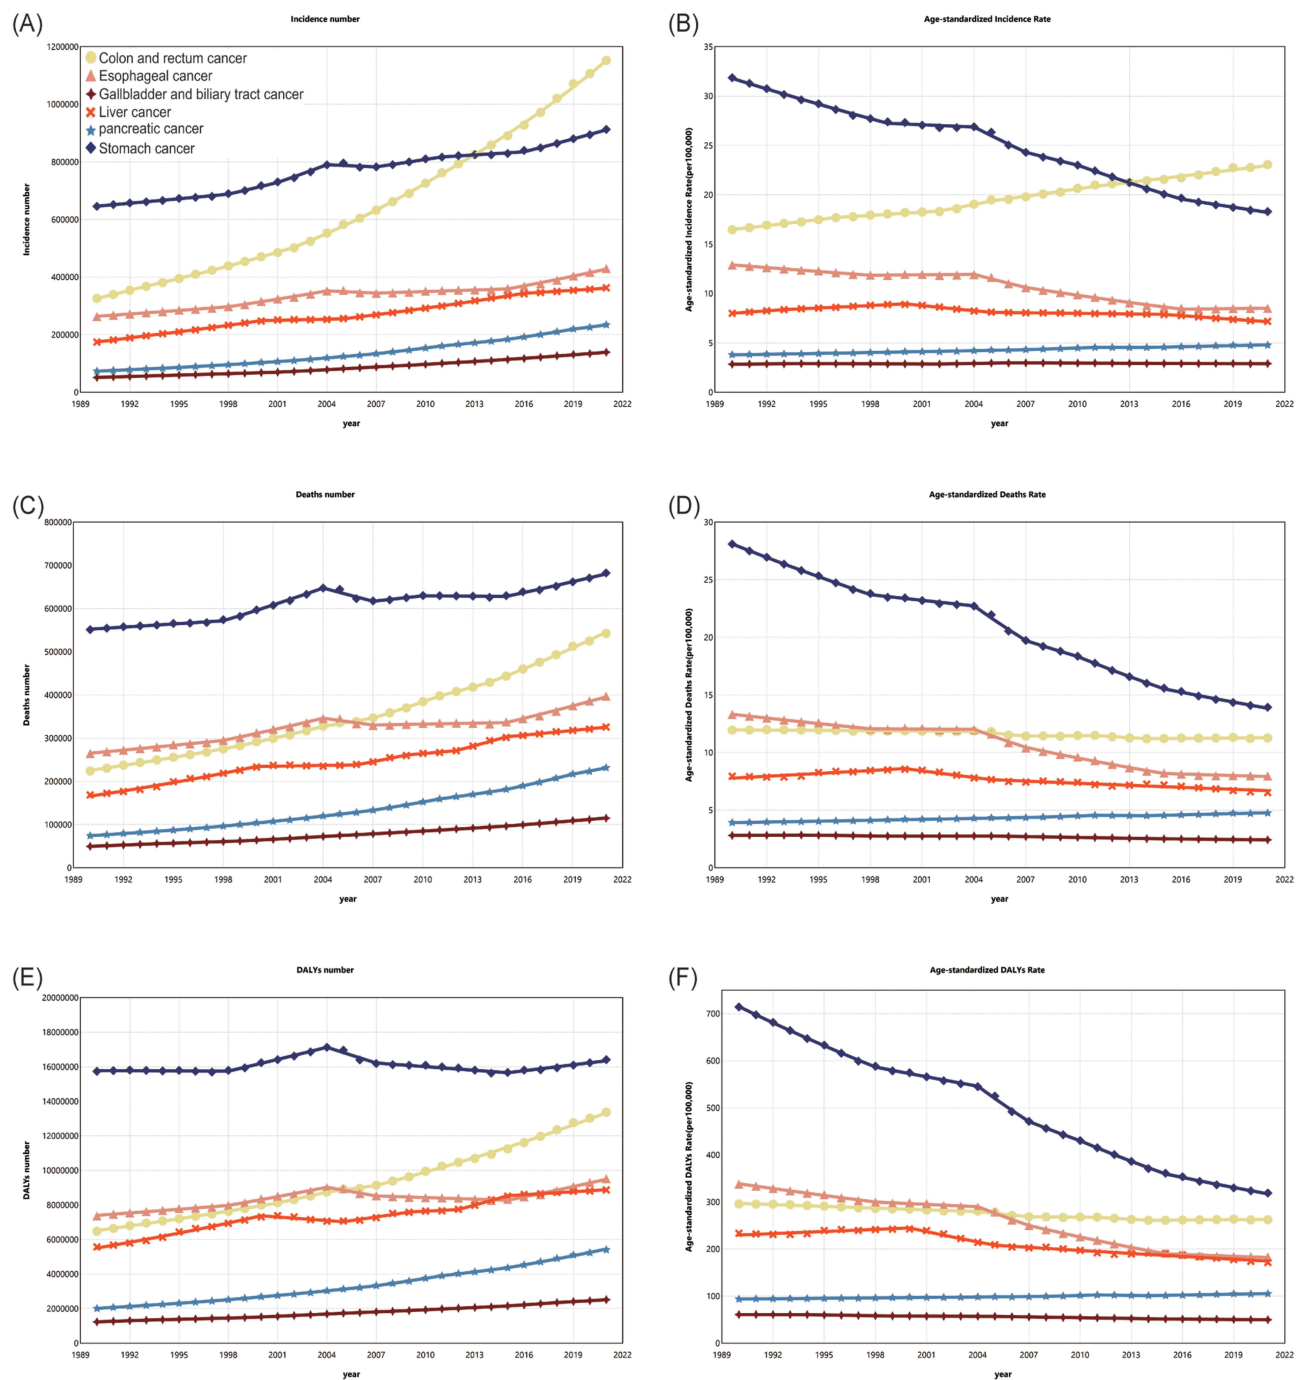 (A)
Incidence number
1200000
1000000
800000
600000
400000
200000
0
Incidence number
Colon and rectum cancer
Esophageal cancer
Gallbladder and biliary tract cancer
Liver cancer
pancreatic cancer
Stomach cancer
1989 1992 1995 1998 2001 2004 2007 2010 2013 2016 2019 2022
year
(B)
Age-standardized Incidence Rate
35
30
25
20
15
10
5
0
Age-standardized Incidence Rate(per100,000)
1989 1992 1995 1998 2001 2004 2007 2010 2013 2016 2019 2022
year
(C)
Deaths number
800000
700000
600000
500000
400000
300000
200000
100000
0
Deaths number
1989 1992 1995 1998 2001 2004 2007 2010 2013 2016 2019 2022
year
(D)
Age-standardized Deaths Rate
30
25
20
15
10
5
0
Age-standardized Deaths Rate(per100,000)
1989 1992 1995 1998 2001 2004 2007 2010 2013 2016 2019 2022
year
(E)
DALYs number
20000000
18000000
16000000
14000000
12000000
10000000
8000000
6000000
4000000
2000000
0
DALYs number
1989 1992 1995 1998 2001 2004 2007 2010 2013 2016 2019 2022
year
(F)
Age-standardized DALYs Rate
700
600
500
400
300
200
100
0
Age-standardized DALYs Rate(per100,000)
1989 1992 1995 1998 2001 2004 2007 2010 2013 2016 2019 2022
year